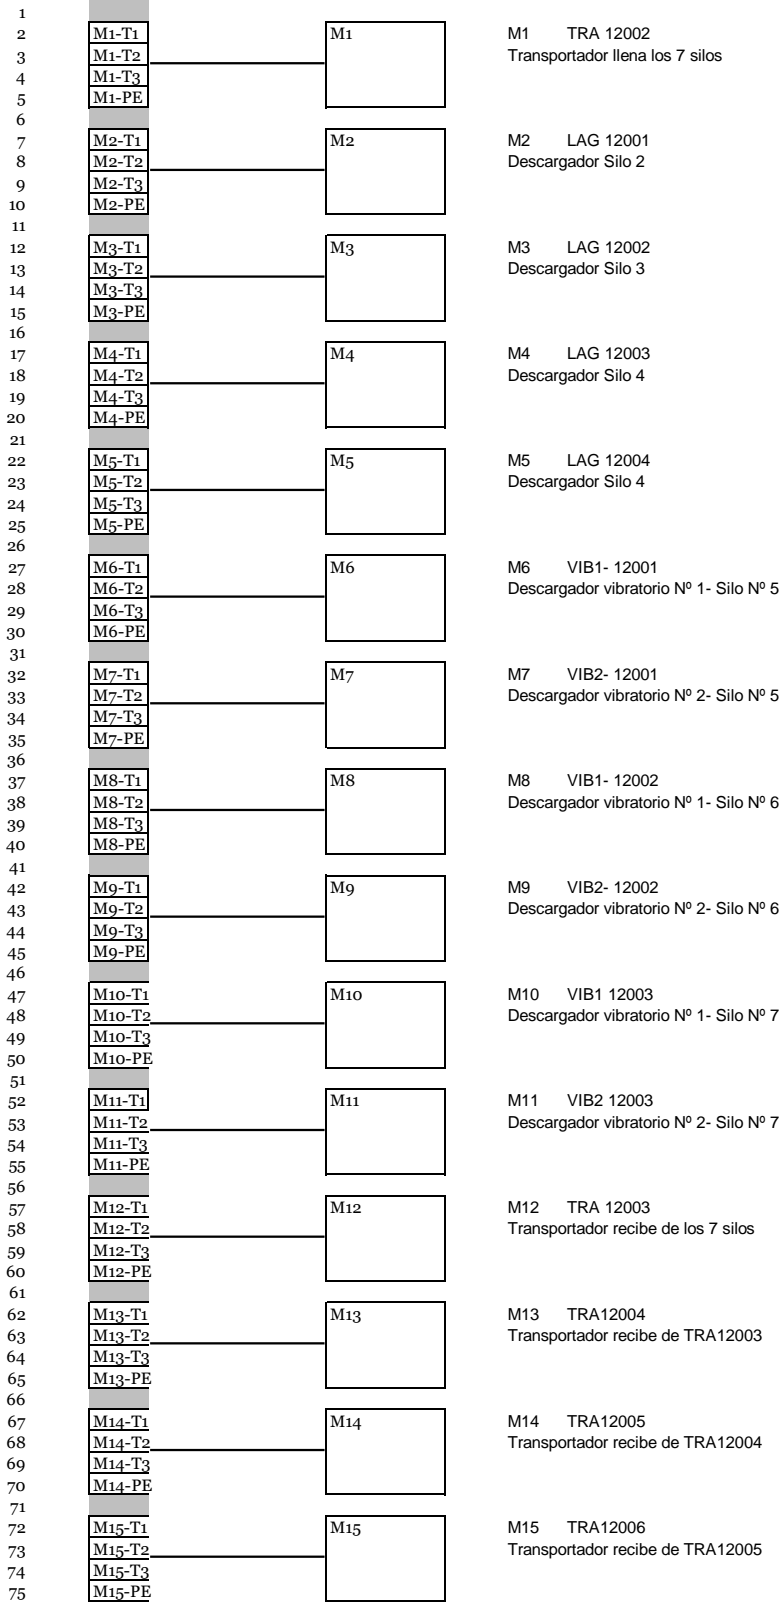 1
2 M1-T1 M1 M1 TRA 12002
3 M1-T2 Transportador llena los 7 silos
4 M1-T3
5 M1-PE
6
7 M2-T1 M2 M2 LAG 12001
8 M2-T2 Descargador Silo 2
9 M2-T3
10 M2-PE
11
12 M3-T1 M3 M3 LAG 12002
13 M3-T2 Descargador Silo 3
14 M3-T3
15 M3-PE
16
17 M4-T1 M4 M4 LAG 12003
18 M4-T2 Descargador Silo 4
19 M4-T3
20 M4-PE
21
22 M5-T1 M5 M5 LAG 12004
23 M5-T2 Descargador Silo 4
24 M5-T3
25 M5-PE
26
27 M6-T1 M6 M6 VIB1- 12001
28 M6-T2 Descargador vibratorio Nº 1- Silo Nº 5
29 M6-T3
30 M6-PE
31
32 M7-T1 M7 M7 VIB2- 12001
33 M7-T2 Descargador vibratorio Nº 2- Silo Nº 5
34 M7-T3
35 M7-PE
36
37 M8-T1 M8 M8 VIB1- 12002
38 M8-T2 Descargador vibratorio Nº 1- Silo Nº 6
39 M8-T3
40 M8-PE
41
42 M9-T1 M9 M9 VIB2- 12002
43 M9-T2 Descargador vibratorio Nº 2- Silo Nº 6
44 M9-T3
45 M9-PE
46
47 M10-T1 M10 M10 VIB1 12003
48 M10-T2 Descargador vibratorio Nº 1- Silo Nº 7
49 M10-T3
50 M10-PE
51
52 M11-T1 M11 M11 VIB2 12003
53 M11-T2 Descargador vibratorio Nº 2- Silo Nº 7
54 M11-T3
55 M11-PE
56
57 M12-T1 M12 M12 TRA 12003
58 M12-T2 Transportador recibe de los 7 silos
59 M12-T3
60 M12-PE
61
62 M13-T1 M13 M13 TRA12004
63 M13-T2 Transportador recibe de TRA12003
64 M13-T3
65 M13-PE
66
67 M14-T1 M14 M14 TRA12005
68 M14-T2 Transportador recibe de TRA12004
69 M14-T3
70 M14-PE
71
72 M15-T1 M15 M15 TRA12006
73 M15-T2 Transportador recibe de TRA12005
74 M15-T3
75 M15-PE